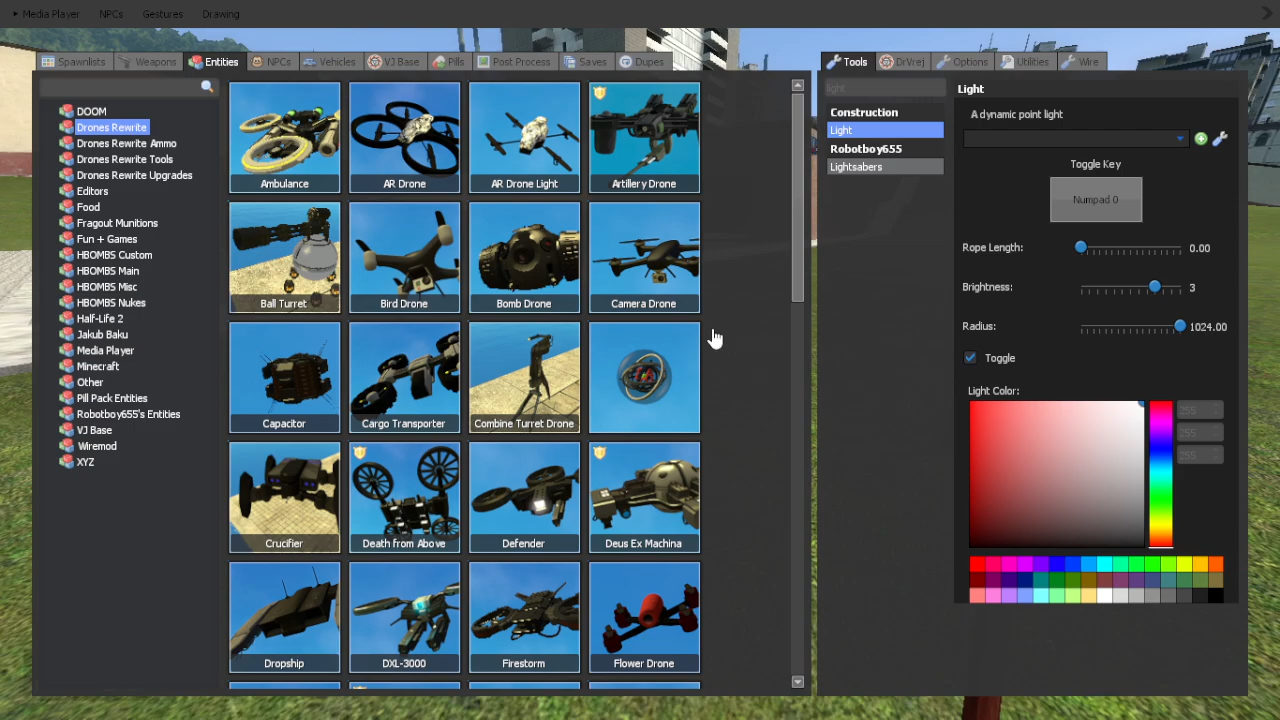 Media Player NPCs Gestures Drawing
Spawnlists Weapons Entities NPCs Vehicles VJ Base Pills Post Process Saves Dupes
Tools DrWrej Options Utilities Wire
DOOM
Drones Rewrite
Drones Rewrite Ammo
Drones Rewrite Tools
Drones Rewrite Upgrades
Editors
Food
Fragout Munitions
Fun + Games
HBOMBS Custom
HBOMBS Main
HBOMBS Misc
HBOMBS Nukes
Half-Life 2
Jakub Baku
Media Player
Minecraft
Other
Pill Pack Entities
Robotboy655's Entities
VJ Base
Wiremod
XYZ
Ambulance AR Drone AR Drone Light Artillery Drone
Ball Turret Bird Drone Bomb Drone Camera Drone
Capacitor Cargo Transporter Combine Turret Drone
Crucifier Death from Above Defender Deus Ex Machina
Dropship DXL-3000 Firestorm Flower Drone
light
Construction
Light
Robotboy655
Lightsabers
Light
A dynamic point light
Toggle Key
Numpad 0
Rope Length: 0.00
Brightness: 3
Radius: 1024.00
Toggle
Light Color:
255
255
255